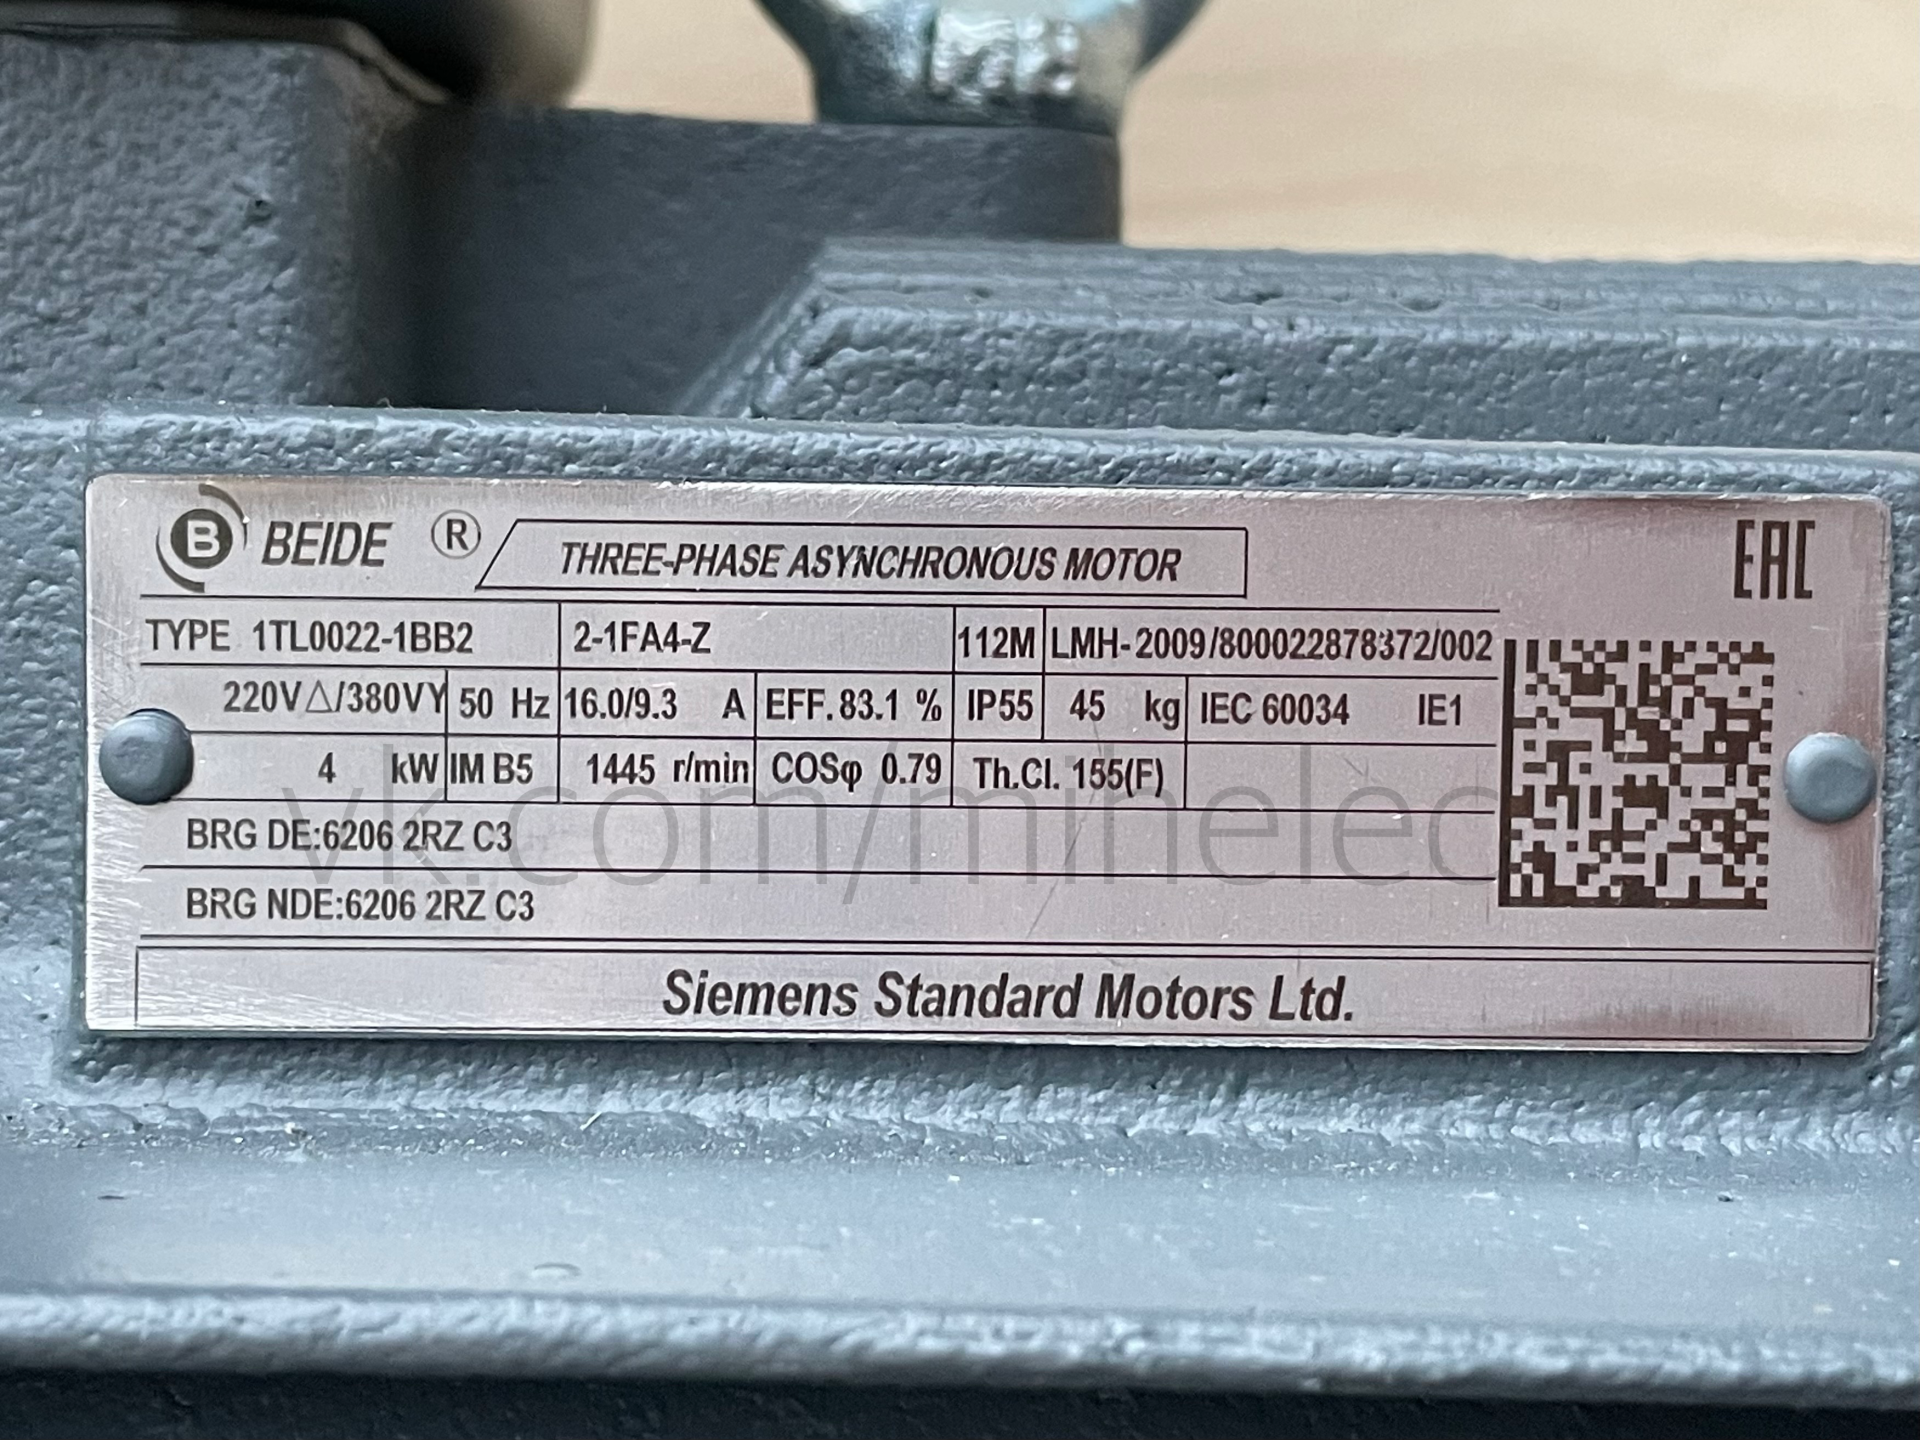 B BEIDE ® THREE-PHASE ASYNCHRONOUS MOTOR EAC
TYPE 1TL0022-1BB2 2-1FA4-Z 112M LMH-2009/800022878372/002
220V△/380VY 50 Hz 16.0/9.3 A EFF. 83.1 % IP55 45 kg IEC 60034 IE1
4 kW IM B5 1445 r/min COSφ 0.79 Th.Cl. 155(F)
BRG DE:6206 2RZ C3
BRG NDE:6206 2RZ C3
Siemens Standard Motors Ltd.
vk.com/minelec